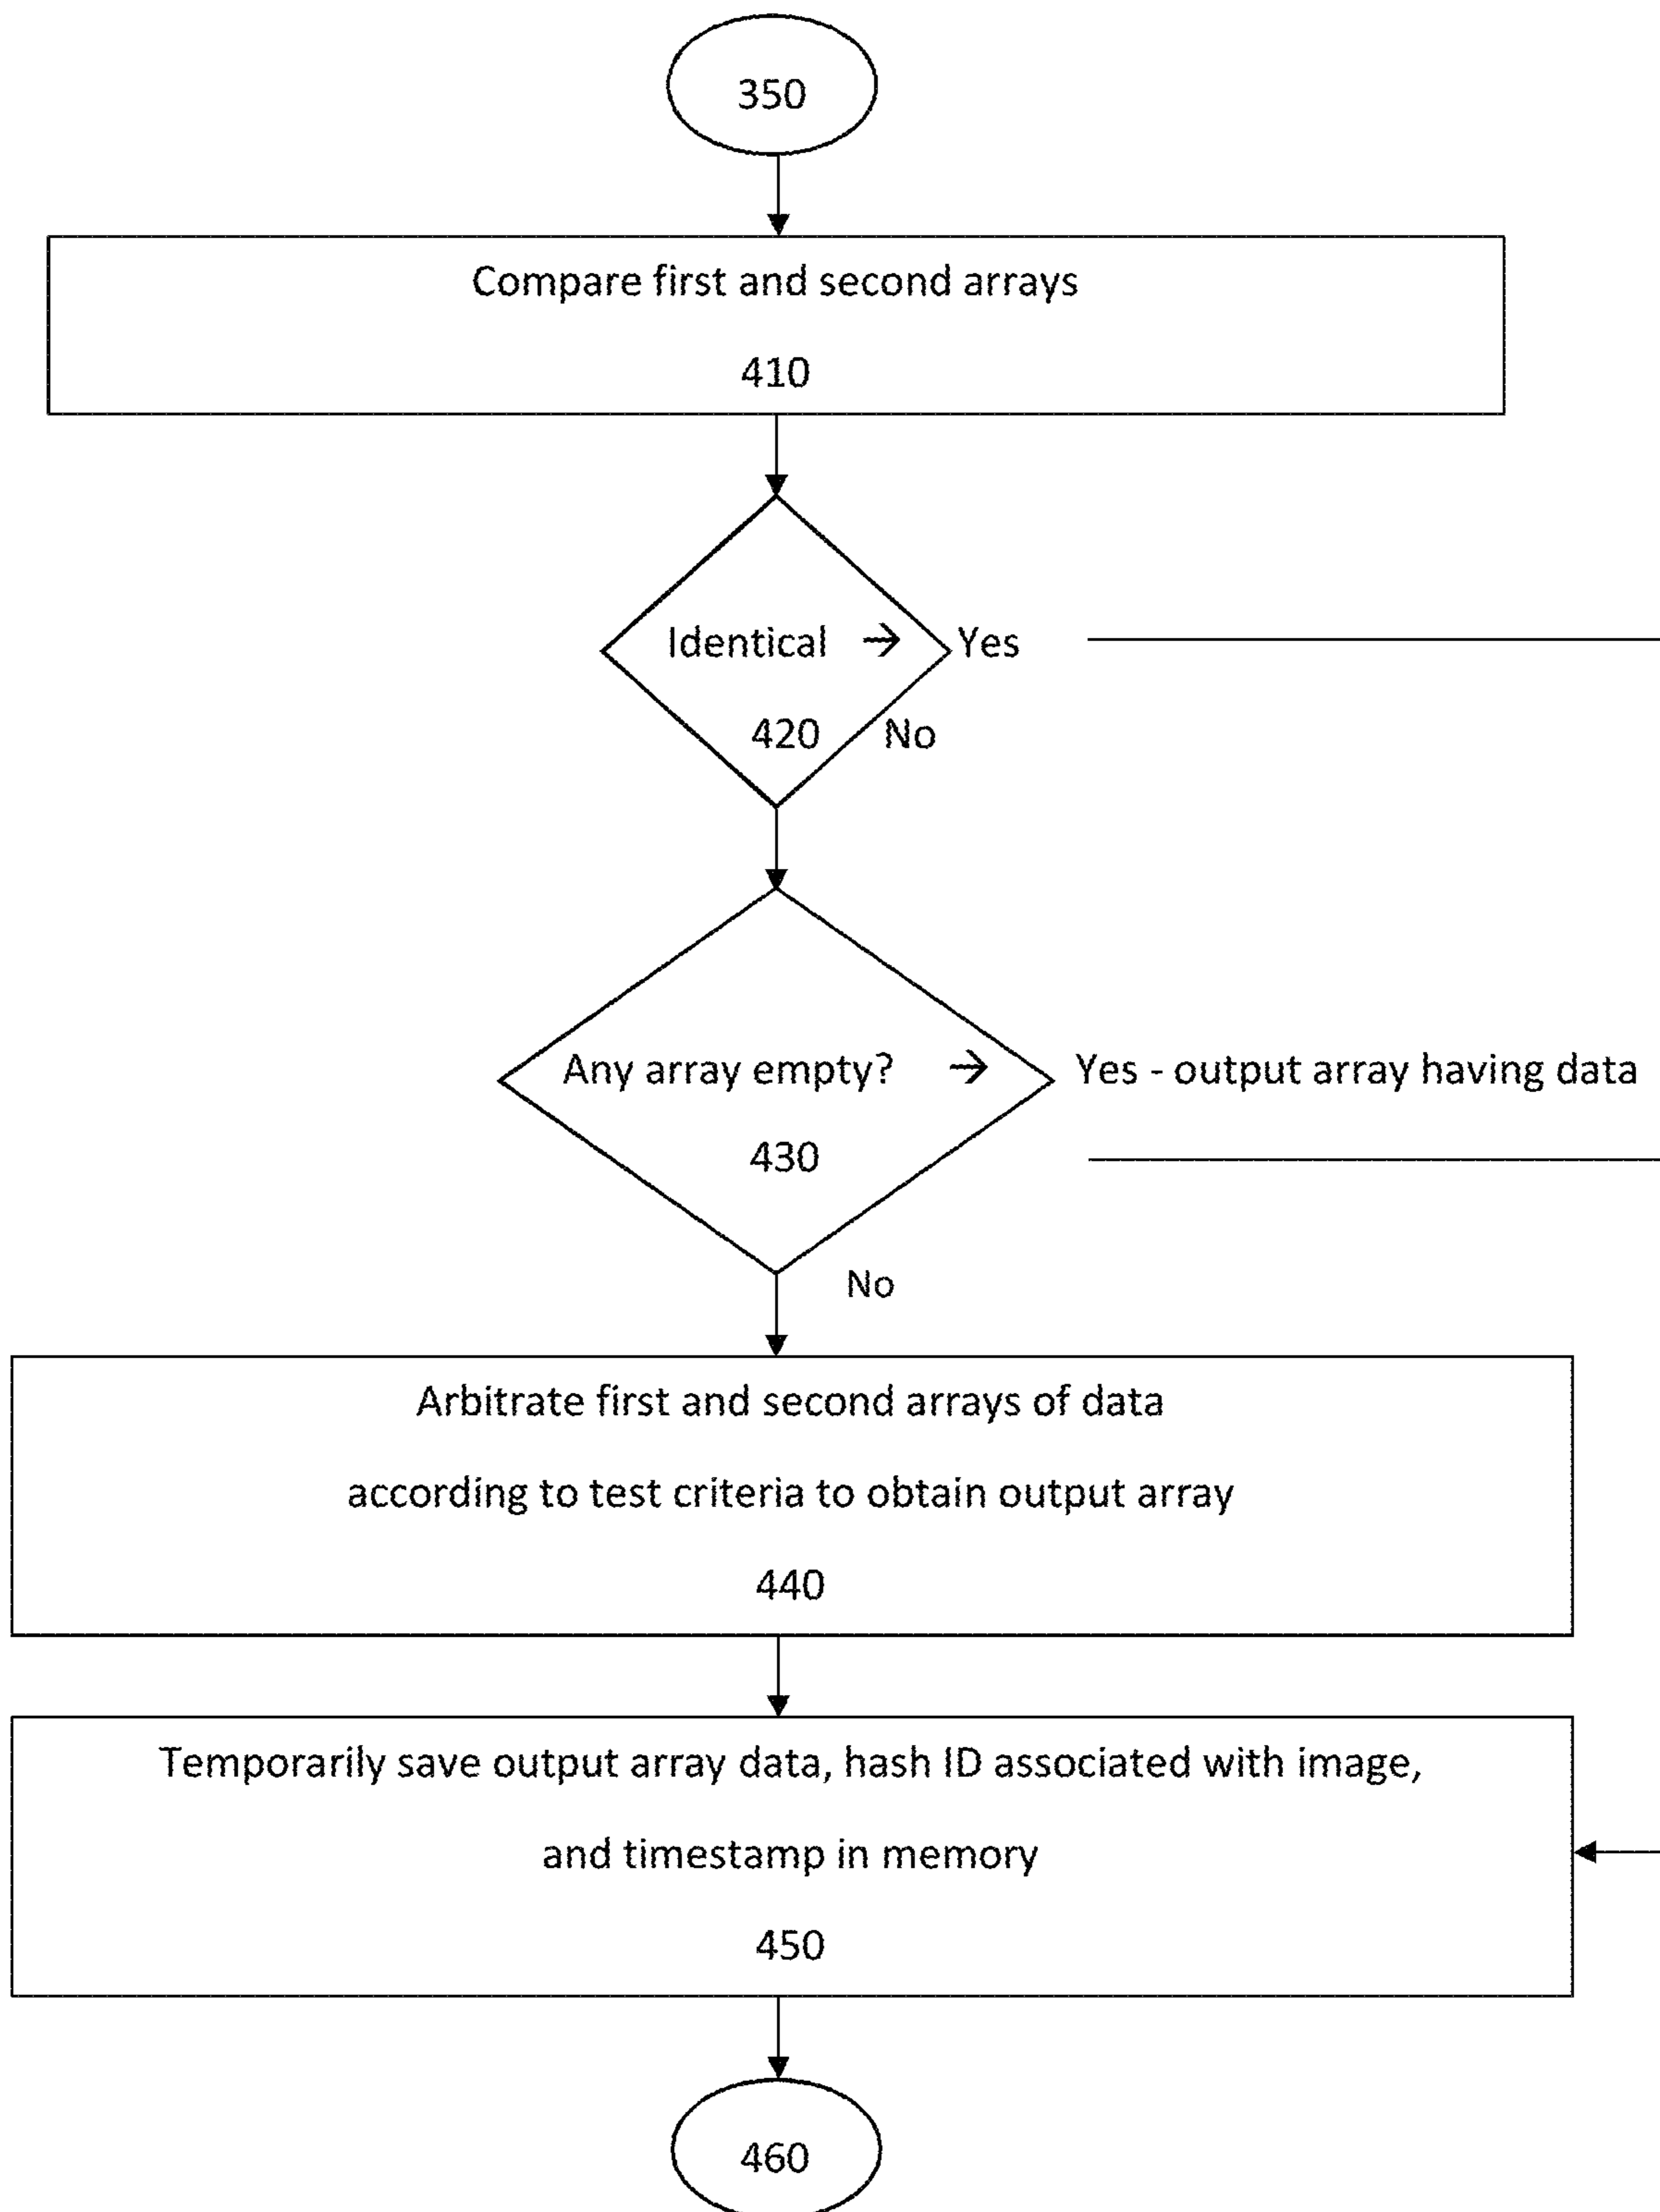 350
Compare first and second arrays
410
Identical → Yes
420 No
Any array empty? → Yes - output array having data
430
No
Arbitrate first and second arrays of data
according to test criteria to obtain output array
440
Temporarily save output array data, hash ID associated with image,
and timestamp in memory
450
460